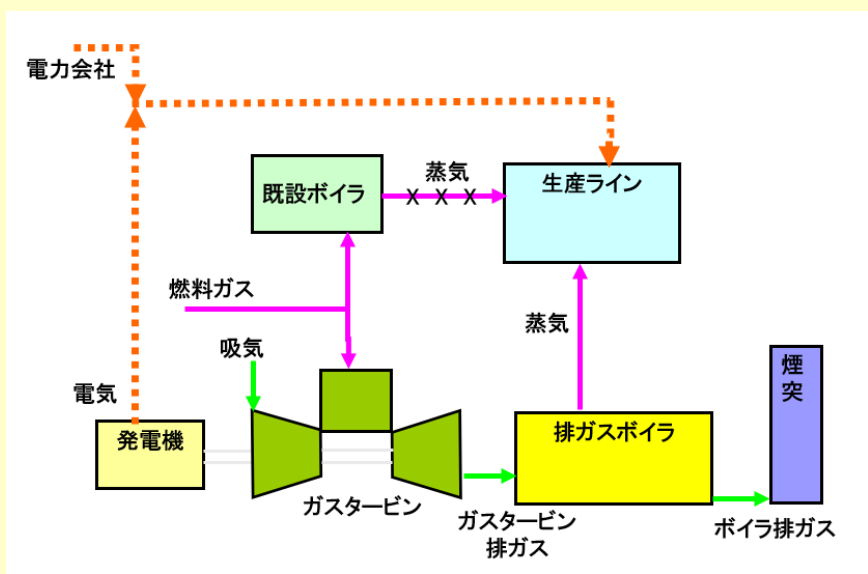 電力会社
蒸気
既設ボイラ
X X X
生産ライン
燃料ガス
蒸気
吸気
煙
突
電気
発電機
排ガスボイラ
ガスタービン
ガスタービン
排ガス
ボイラ排ガス